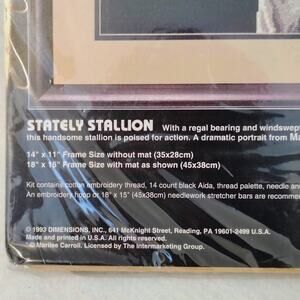 STATELY STALLION With a regal bearing and windswept
this handsome stallion is poised for action. A dramatic portrait from Ma
14" x 11" Frame Size without mat (35x28cm)
18" x 15" Frame Size with mat as shown (45x38cm)
Kit contains cotton embroidery thread, 14 count black Aida, thread palette, needle and
An embroidery hoop or 18" x 15" (45x38cm) needlework stretcher bars are recommen
© 1993 DIMENSIONS, INC., 641 McKnight Street, Reading, PA 19601-2499 U.S.A.
Made and printed in U.S.A. All rights reserved.
© Marilee Carroll. Licensed by The Intermarketing Group.